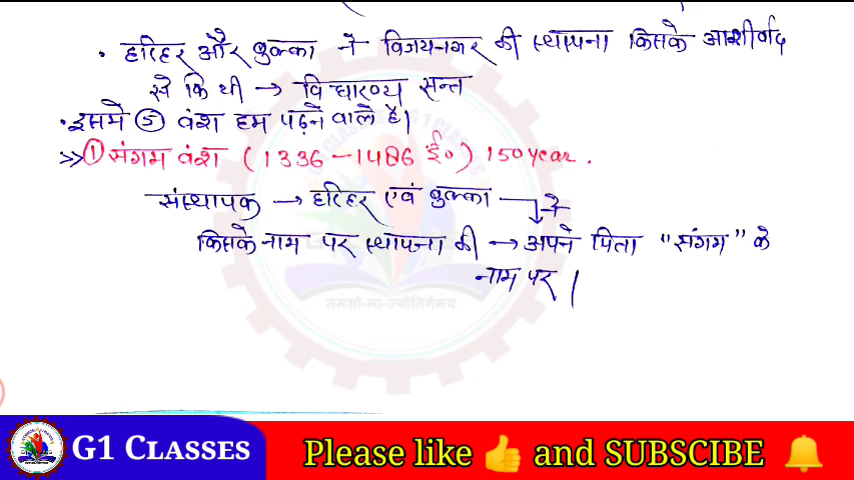 • हरिहर और बुक्का ने विजयनगर की स्थापना किसके आशीर्वाद
से कि थी → विद्यारण्य सन्त
• इसमे ⑤ वंश हम पढ़ने वाले है।
>> ① संगम वंश (1336 – 1486 ई०) 150 year.
संस्थापक → हरिहर एवं बुक्का → ने
किसके नाम पर स्थापना की → अपने पिता "संगम" के
नाम पर |
तमसो-मा-ज्योतिर्गमय
G1 CLASSES
Please like 👍 and SUBSCIBE 🔔